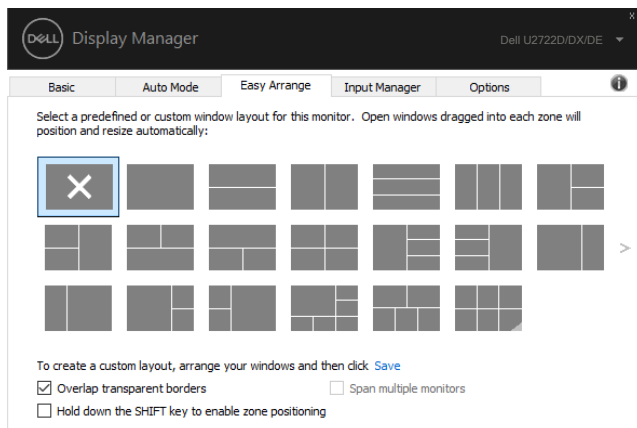 x
DELL Display Manager Dell U2722D/DX/DE
Basic Auto Mode Easy Arrange Input Manager Options
Select a predefined or custom window layout for this monitor. Open windows dragged into each zone will
position and resize automatically:
To create a custom layout, arrange your windows and then click Save
Overlap transparent borders Span multiple monitors
Hold down the SHIFT key to enable zone positioning